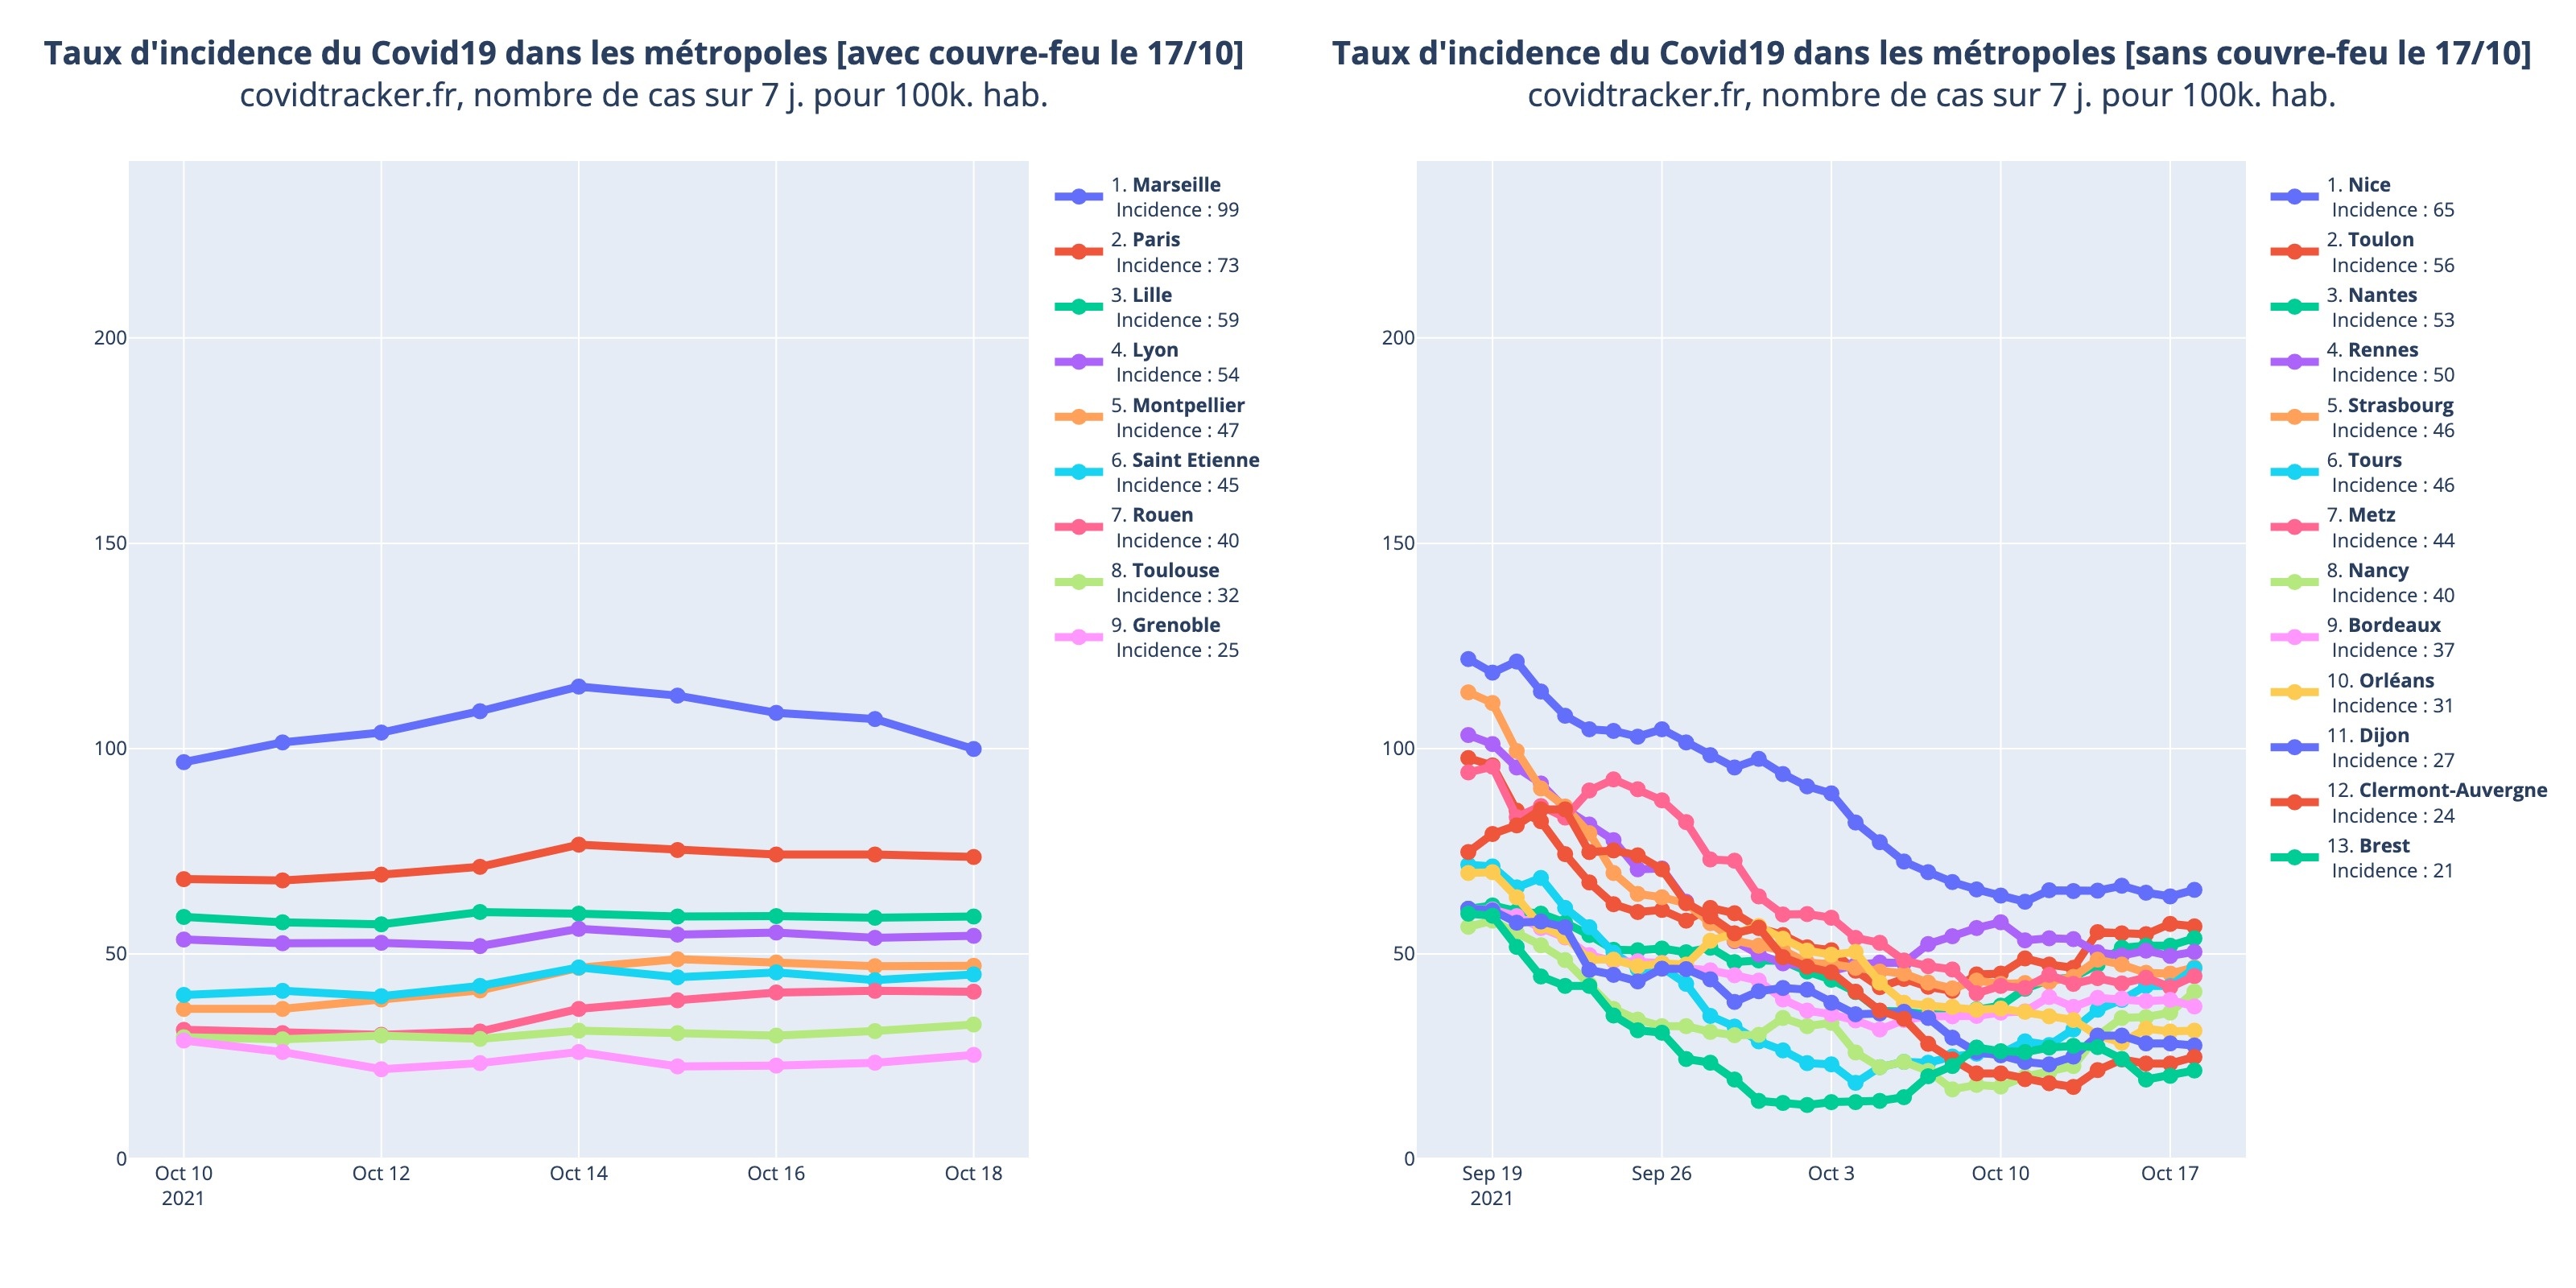 Taux d'incidence du Covid19 dans les métropoles [avec couvre-feu le 17/10]
covidtracker.fr, nombre de cas sur 7 j. pour 100k. hab.
200
150
100
50
0
Oct 10
2021
Oct 12
Oct 14
Oct 16
Oct 18
1. Marseille
Incidence : 99
2. Paris
Incidence : 73
3. Lille
Incidence : 59
4. Lyon
Incidence : 54
5. Montpellier
Incidence : 47
6. Saint Etienne
Incidence : 45
7. Rouen
Incidence : 40
8. Toulouse
Incidence : 32
9. Grenoble
Incidence : 25
Taux d'incidence du Covid19 dans les métropoles [sans couvre-feu le 17/10]
covidtracker.fr, nombre de cas sur 7 j. pour 100k. hab.
200
150
100
50
0
Sep 19
2021
Sep 26
Oct 3
Oct 10
Oct 17
1. Nice
Incidence : 65
2. Toulon
Incidence : 56
3. Nantes
Incidence : 53
4. Rennes
Incidence : 50
5. Strasbourg
Incidence : 46
6. Tours
Incidence : 46
7. Metz
Incidence : 44
8. Nancy
Incidence : 40
9. Bordeaux
Incidence : 37
10. Orléans
Incidence : 31
11. Dijon
Incidence : 27
12. Clermont-Auvergne
Incidence : 24
13. Brest
Incidence : 21